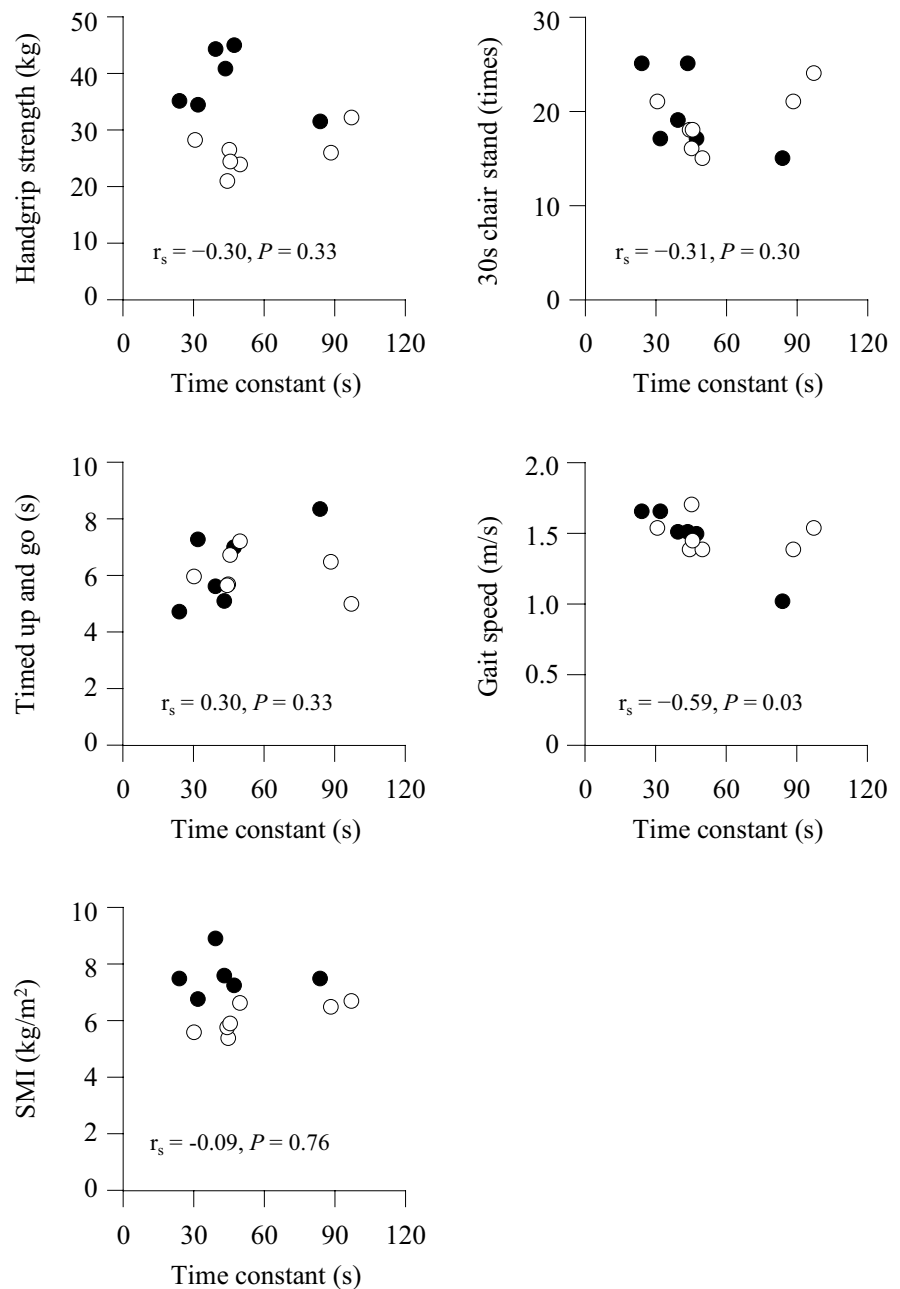 Handgrip strength (kg)
50
40
30
20
10
0
r_s = −0.30, P = 0.33
0 30 60 90 120
Time constant (s)
30s chair stand (times)
30
20
10
0
r_s = −0.31, P = 0.30
0 30 60 90 120
Time constant (s)
Timed up and go (s)
10
8
6
4
2
0
r_s = 0.30, P = 0.33
0 30 60 90 120
Time constant (s)
Gait speed (m/s)
2.0
1.5
1.0
0.5
0
r_s = −0.59, P = 0.03
0 30 60 90 120
Time constant (s)
SMI (kg/m²)
10
8
6
4
2
0
r_s = -0.09, P = 0.76
0 30 60 90 120
Time constant (s)